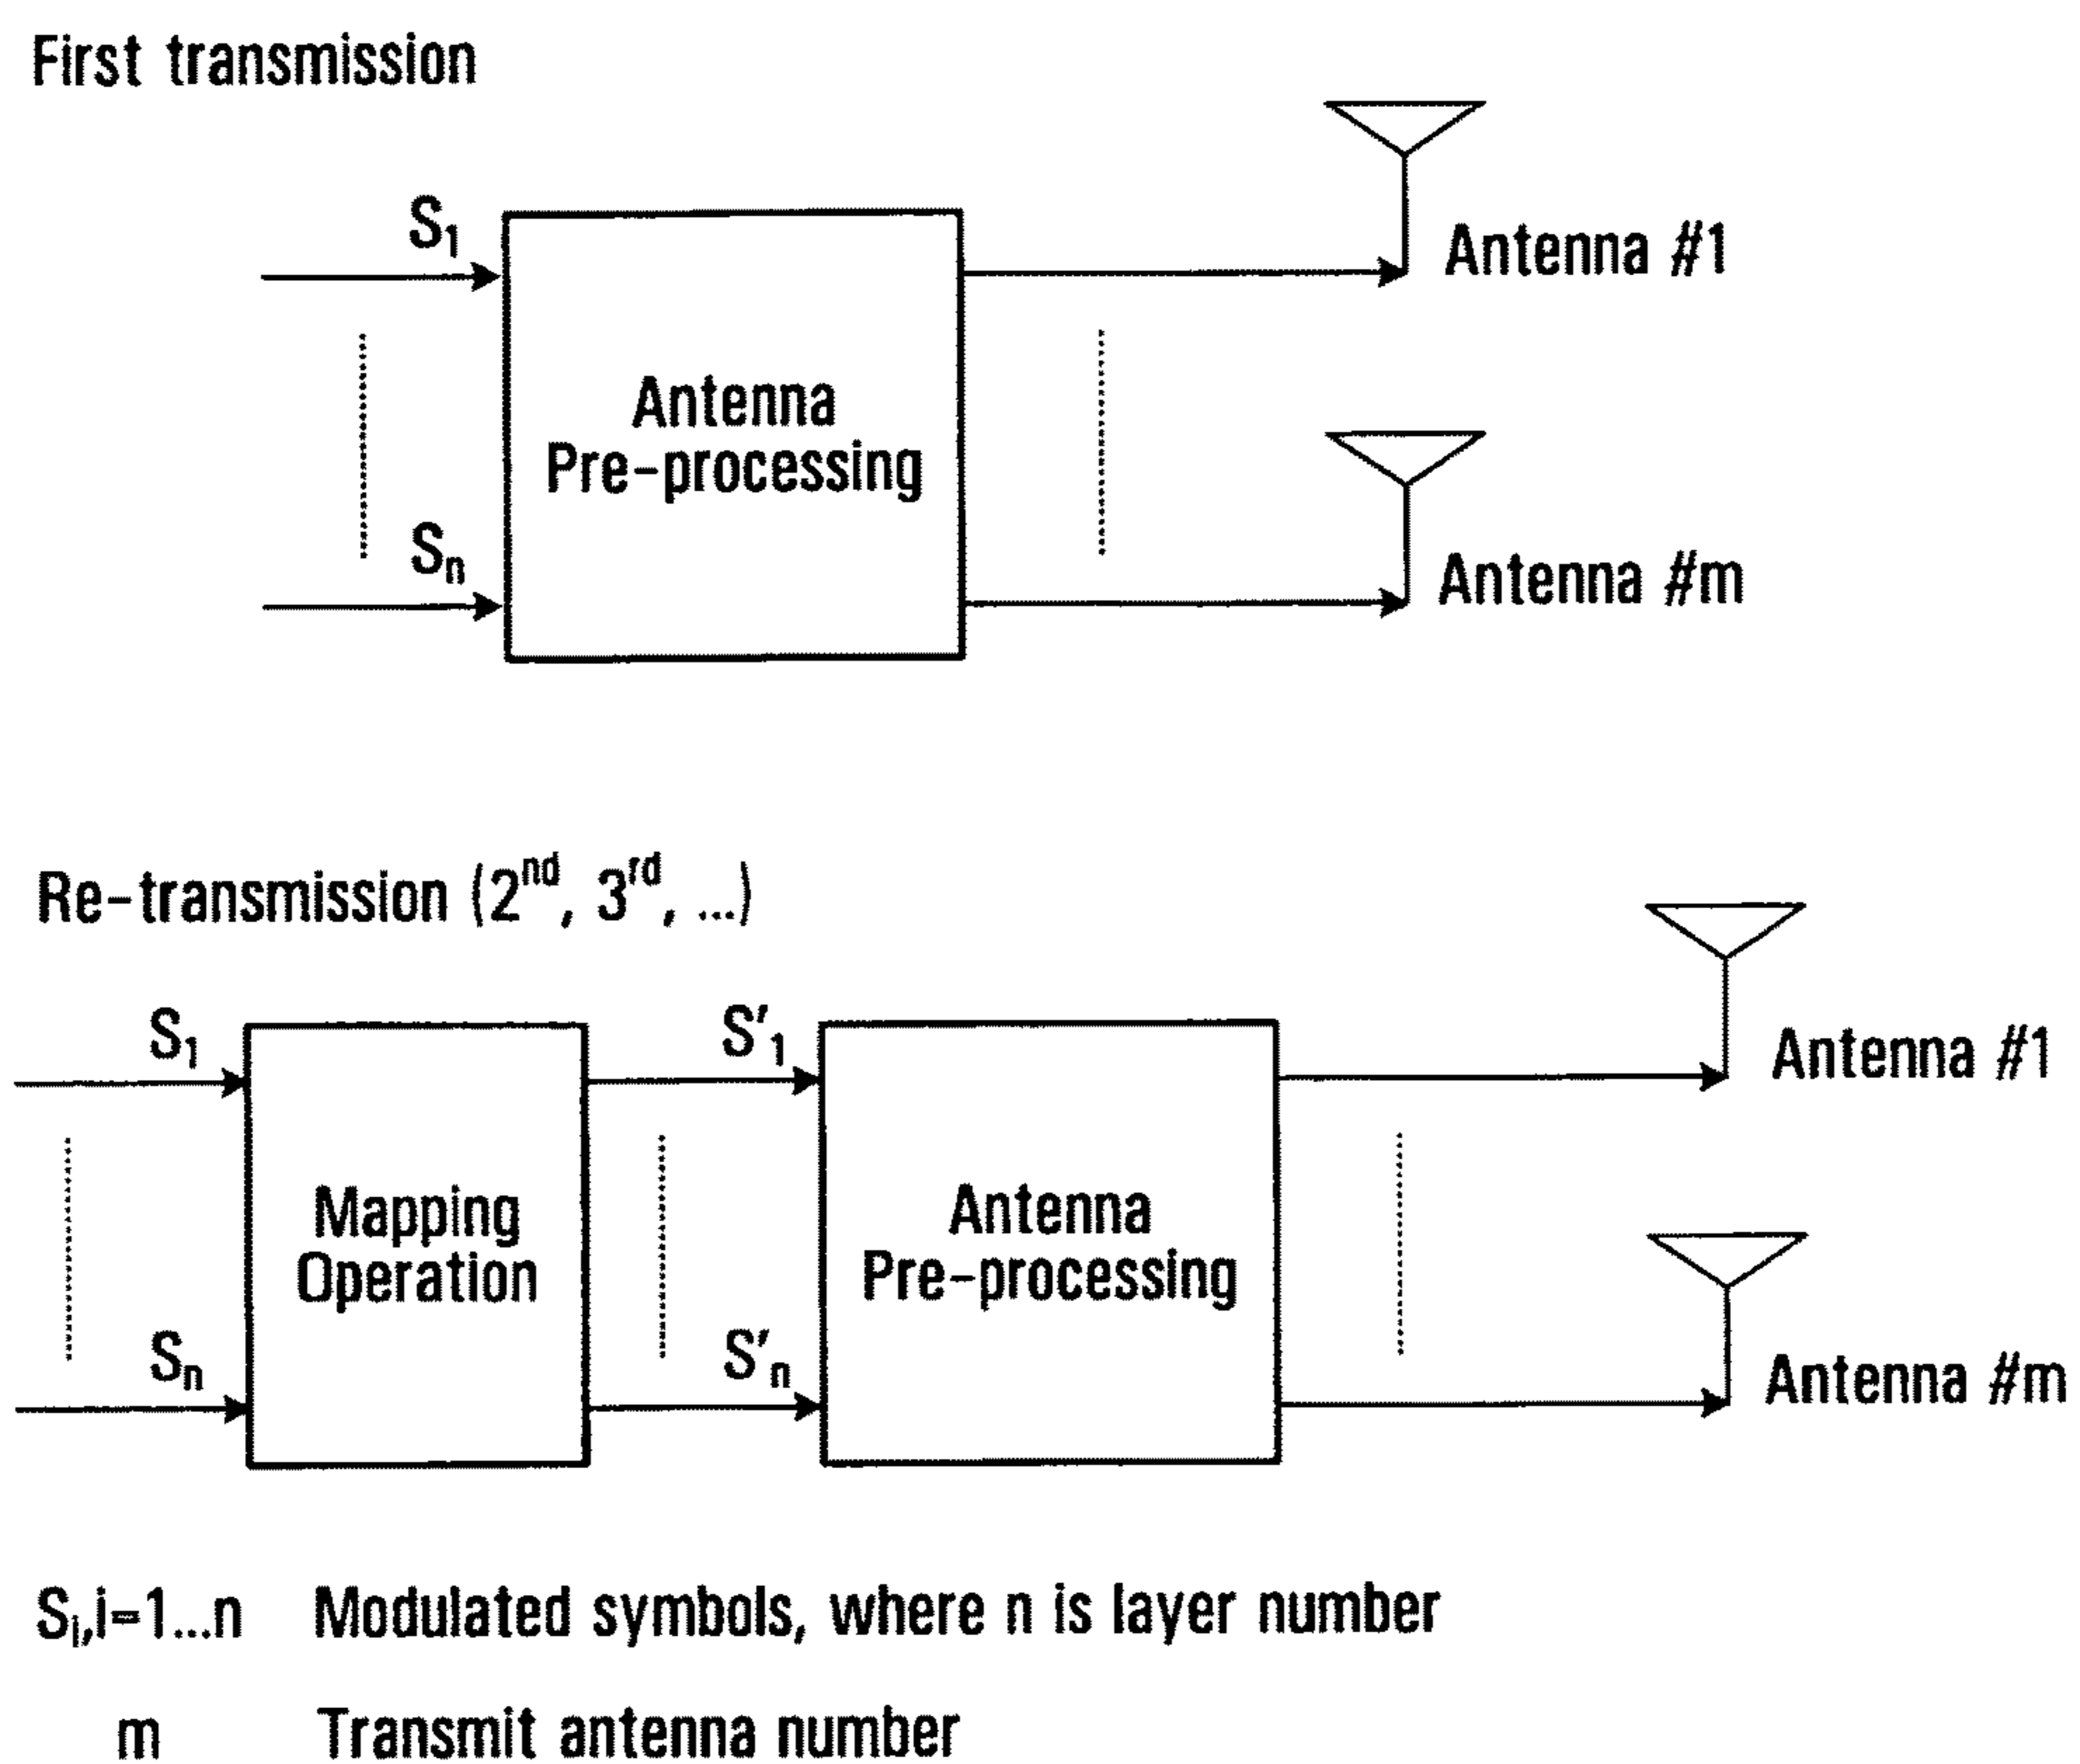 First transmission
S1
Antenna #1
Antenna
Pre-processing
Sn
Antenna #m
Re-transmission (2nd, 3rd, ...)
S1
S'1
Antenna #1
Mapping
Operation
Antenna
Pre-processing
Sn
S'n
Antenna #m
Si,i=1...n Modulated symbols, where n is layer number
m Transmit antenna number